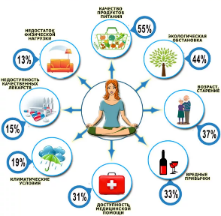 КАЧЕСТВО
ПРОДУКТОВ
ПИТАНИЯ
55%
ЭКОЛОГИЧЕСКАЯ
ОБСТАНОВКА
44%
ВОЗРАСТ
СТАРЕНИЕ
37%
ВРЕДНЫЕ
ПРИВЫЧКИ
33%
ДОСТУПНОСТЬ
МЕДИЦИНСКОЙ
ПОМОЩИ
31%
КЛИМАТИЧЕСКИЕ
УСЛОВИЯ
19%
НЕДОСТУПНОСТЬ
КАЧЕСТВЕННЫХ
ЛЕКАРСТВ
15%
НЕДОСТАТОК
ФИЗИЧЕСКОЙ
НАГРУЗКИ
13%